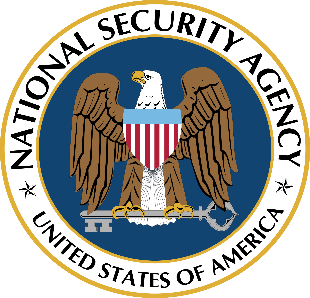 NATIONAL SECURITY AGENCY
UNITED STATES OF AMERICA